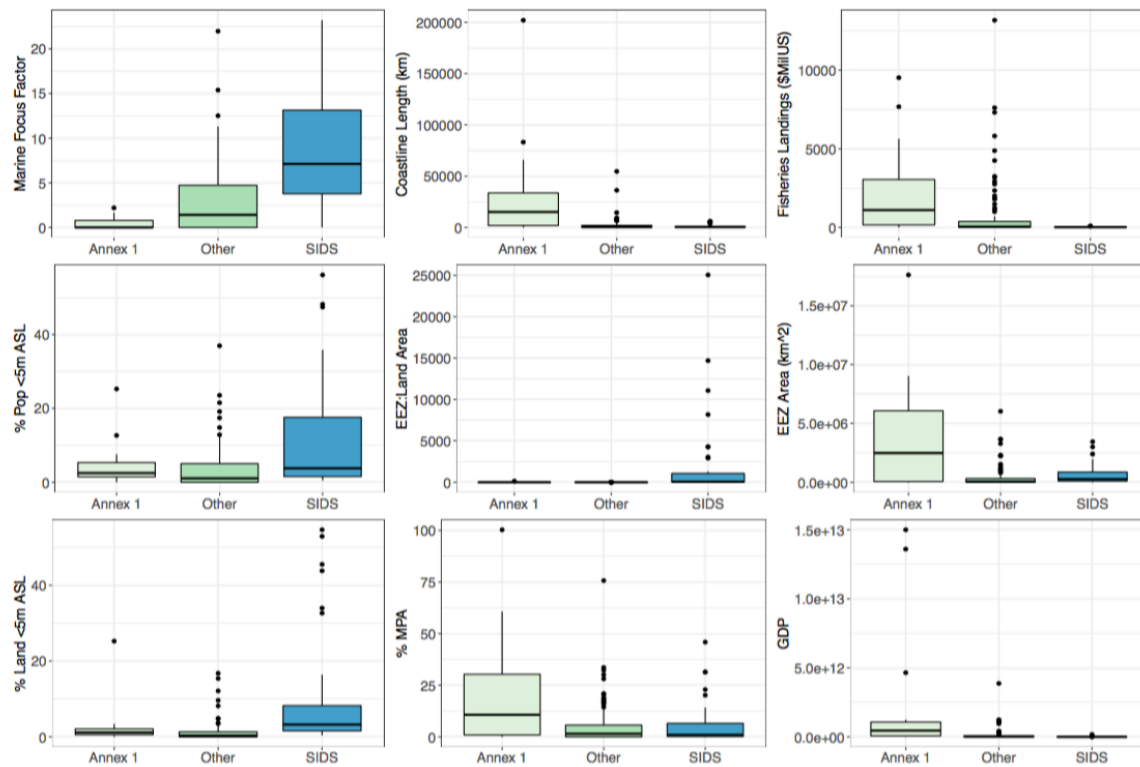 Marine Focus Factor
20
15
10
5
0
Annex 1 Other SIDS
Coastline Length (km)
200000
150000
100000
50000
0
Annex 1 Other SIDS
Fisheries Landings ($MilUS)
10000
5000
0
Annex 1 Other SIDS
% Pop <5m ASL
40
20
0
Annex 1 Other SIDS
EEZ:Land Area
25000
20000
15000
10000
5000
0
Annex 1 Other SIDS
EEZ Area (km^2)
1.5e+07
1.0e+07
5.0e+06
0.0e+00
Annex 1 Other SIDS
% Land <5m ASL
40
20
0
Annex 1 Other SIDS
% MPA
100
75
50
25
0
Annex 1 Other SIDS
GDP
1.5e+13
1.0e+13
5.0e+12
0.0e+00
Annex 1 Other SIDS